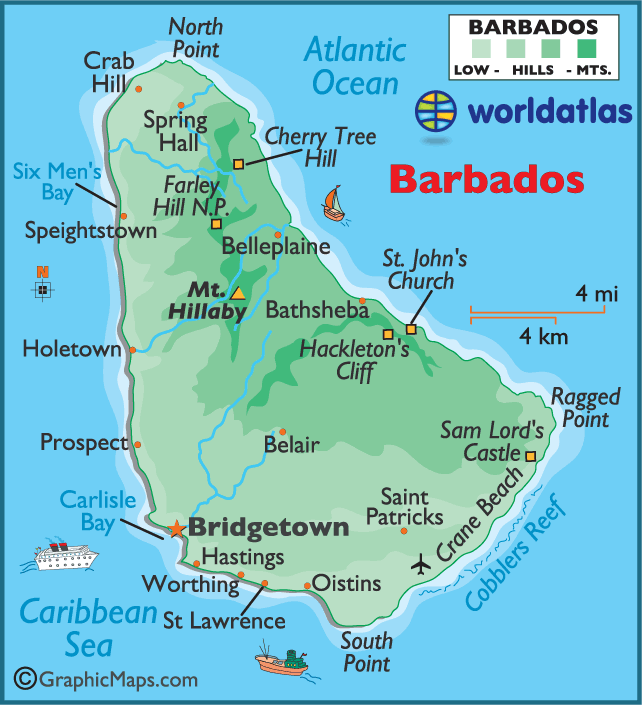 BARBADOS
LOW - HILLS - MTS.
worldatlas
Barbados
North
Point
Atlantic
Ocean
Crab
Hill
Spring
Hall
Cherry Tree
Hill
Six Men's
Bay
Farley
Hill N.P.
Speightstown
Belleplaine
St. John's
Church
N
Mt.
Hillaby
Bathsheba
4 mi
4 km
Holetown
Hackleton's
Cliff
Ragged
Point
Prospect
Belair
Sam Lord's
Castle
Carlisle
Bay
Saint
Patricks
Crane Beach
Cobblers Reef
Bridgetown
Hastings
Worthing
Oistins
St Lawrence
Caribbean
Sea
South
Point
©GraphicMaps.com